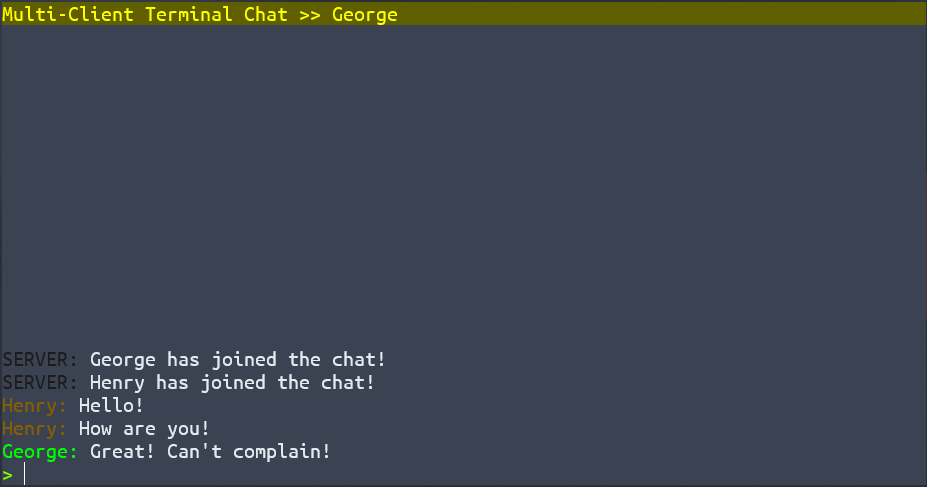 Multi-Client Terminal Chat >> George
SERVER: George has joined the chat!
SERVER: Henry has joined the chat!
Henry: Hello!
Henry: How are you!
George: Great! Can't complain!
>